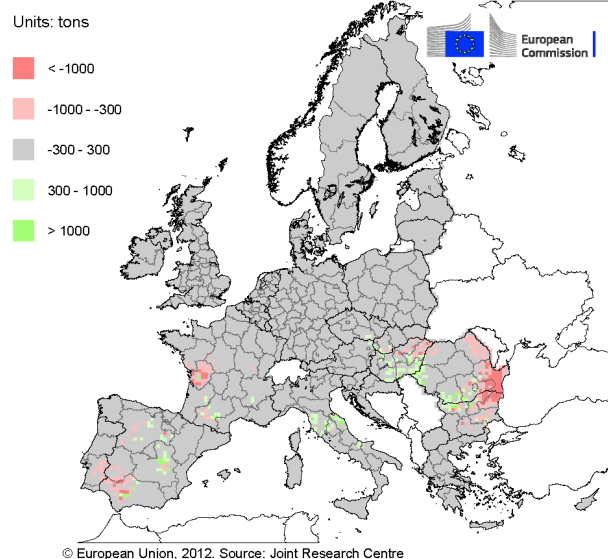 Units: tons
European
Commission
< -1000
-1000 - -300
-300 - 300
300 - 1000
> 1000
© European Union, 2012. Source: Joint Research Centre